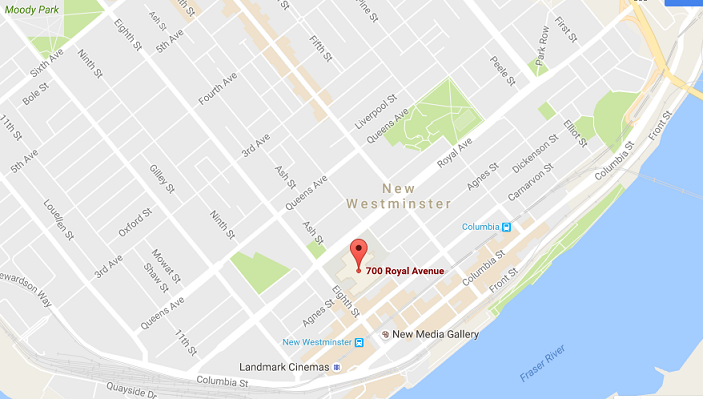 Moody Park
Sixth Ave
Bole St
11th St
5th Ave
Ninth St
Ash St
5th Ave
Eighth St
Fourth Ave
3rd Ave
Fifth St
Pine St
Liverpool St
Queens Ave
Peele St
Park Row
First St
Royal Ave
Elliot St
Columbia St
Front St
Dickenson St
Carnarvon St
Agnes St
New
Westminster
Columbia
Columbia St
Front St
Gilley St
Ash St
Queens Ave
Ash St
Ninth St
Louellen St
Oxford St
3rd Ave
Mowat St
Shaw St
Queens Ave
11th St
700 Royal Avenue
Eighth St
Agnes St
New Westminster
New Media Gallery
Landmark Cinemas
Columbia St
Quayside Dr
Fraser River